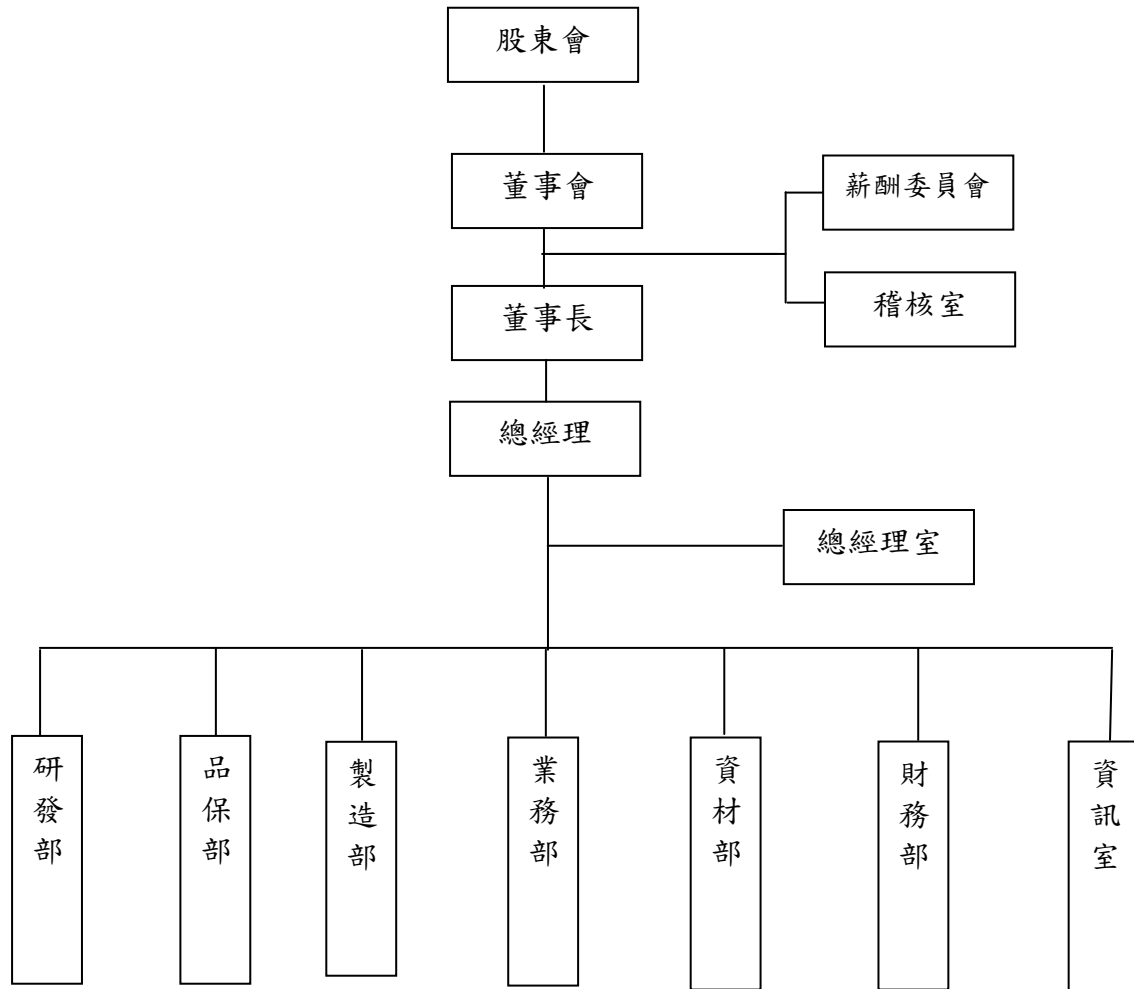 股東會
董事會
薪酬委員會
稽核室
董事長
總經理
總經理室
研發部
品保部
製造部
業務部
資材部
財務部
資訊室